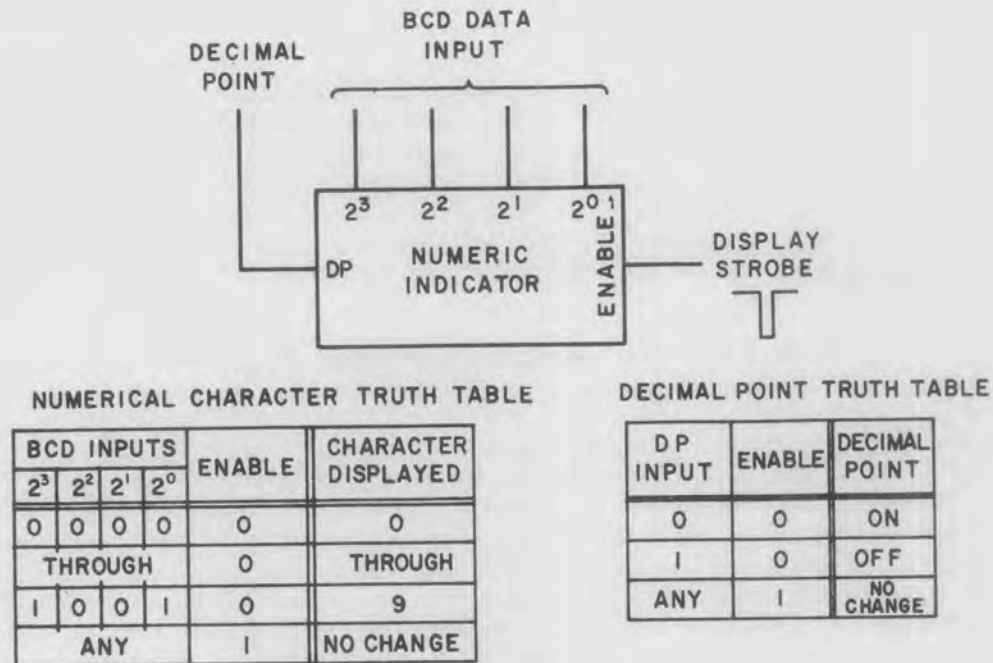 BCD DATA
INPUT
DECIMAL
POINT
2³ 2² 2¹ 2⁰ 1
DP
NUMERIC
INDICATOR
ENABLE
DISPLAY
STROBE
NUMERICAL CHARACTER TRUTH TABLE
BCD INPUTS ENABLE CHARACTER DISPLAYED
2³ 2² 2¹ 2⁰
0 0 0 0 0 0
THROUGH 0 THROUGH
1 0 0 1 0 9
ANY 1 NO CHANGE
DECIMAL POINT TRUTH TABLE
DP INPUT ENABLE DECIMAL POINT
0 0 ON
1 0 OFF
ANY 1 NO CHANGE